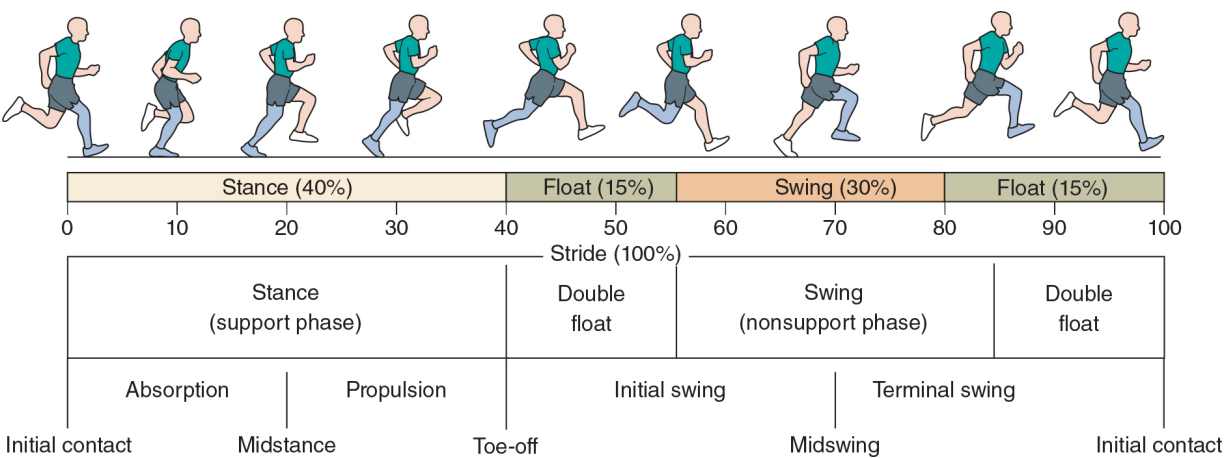 Stance (40%)
Float (15%)
Swing (30%)
Float (15%)
0 10 20 30 40 50 60 70 80 90 100
Stride (100%)
Stance
(support phase)
Double
float
Swing
(nonsupport phase)
Double
float
Absorption
Propulsion
Initial swing
Terminal swing
Initial contact
Midstance
Toe-off
Midswing
Initial contact